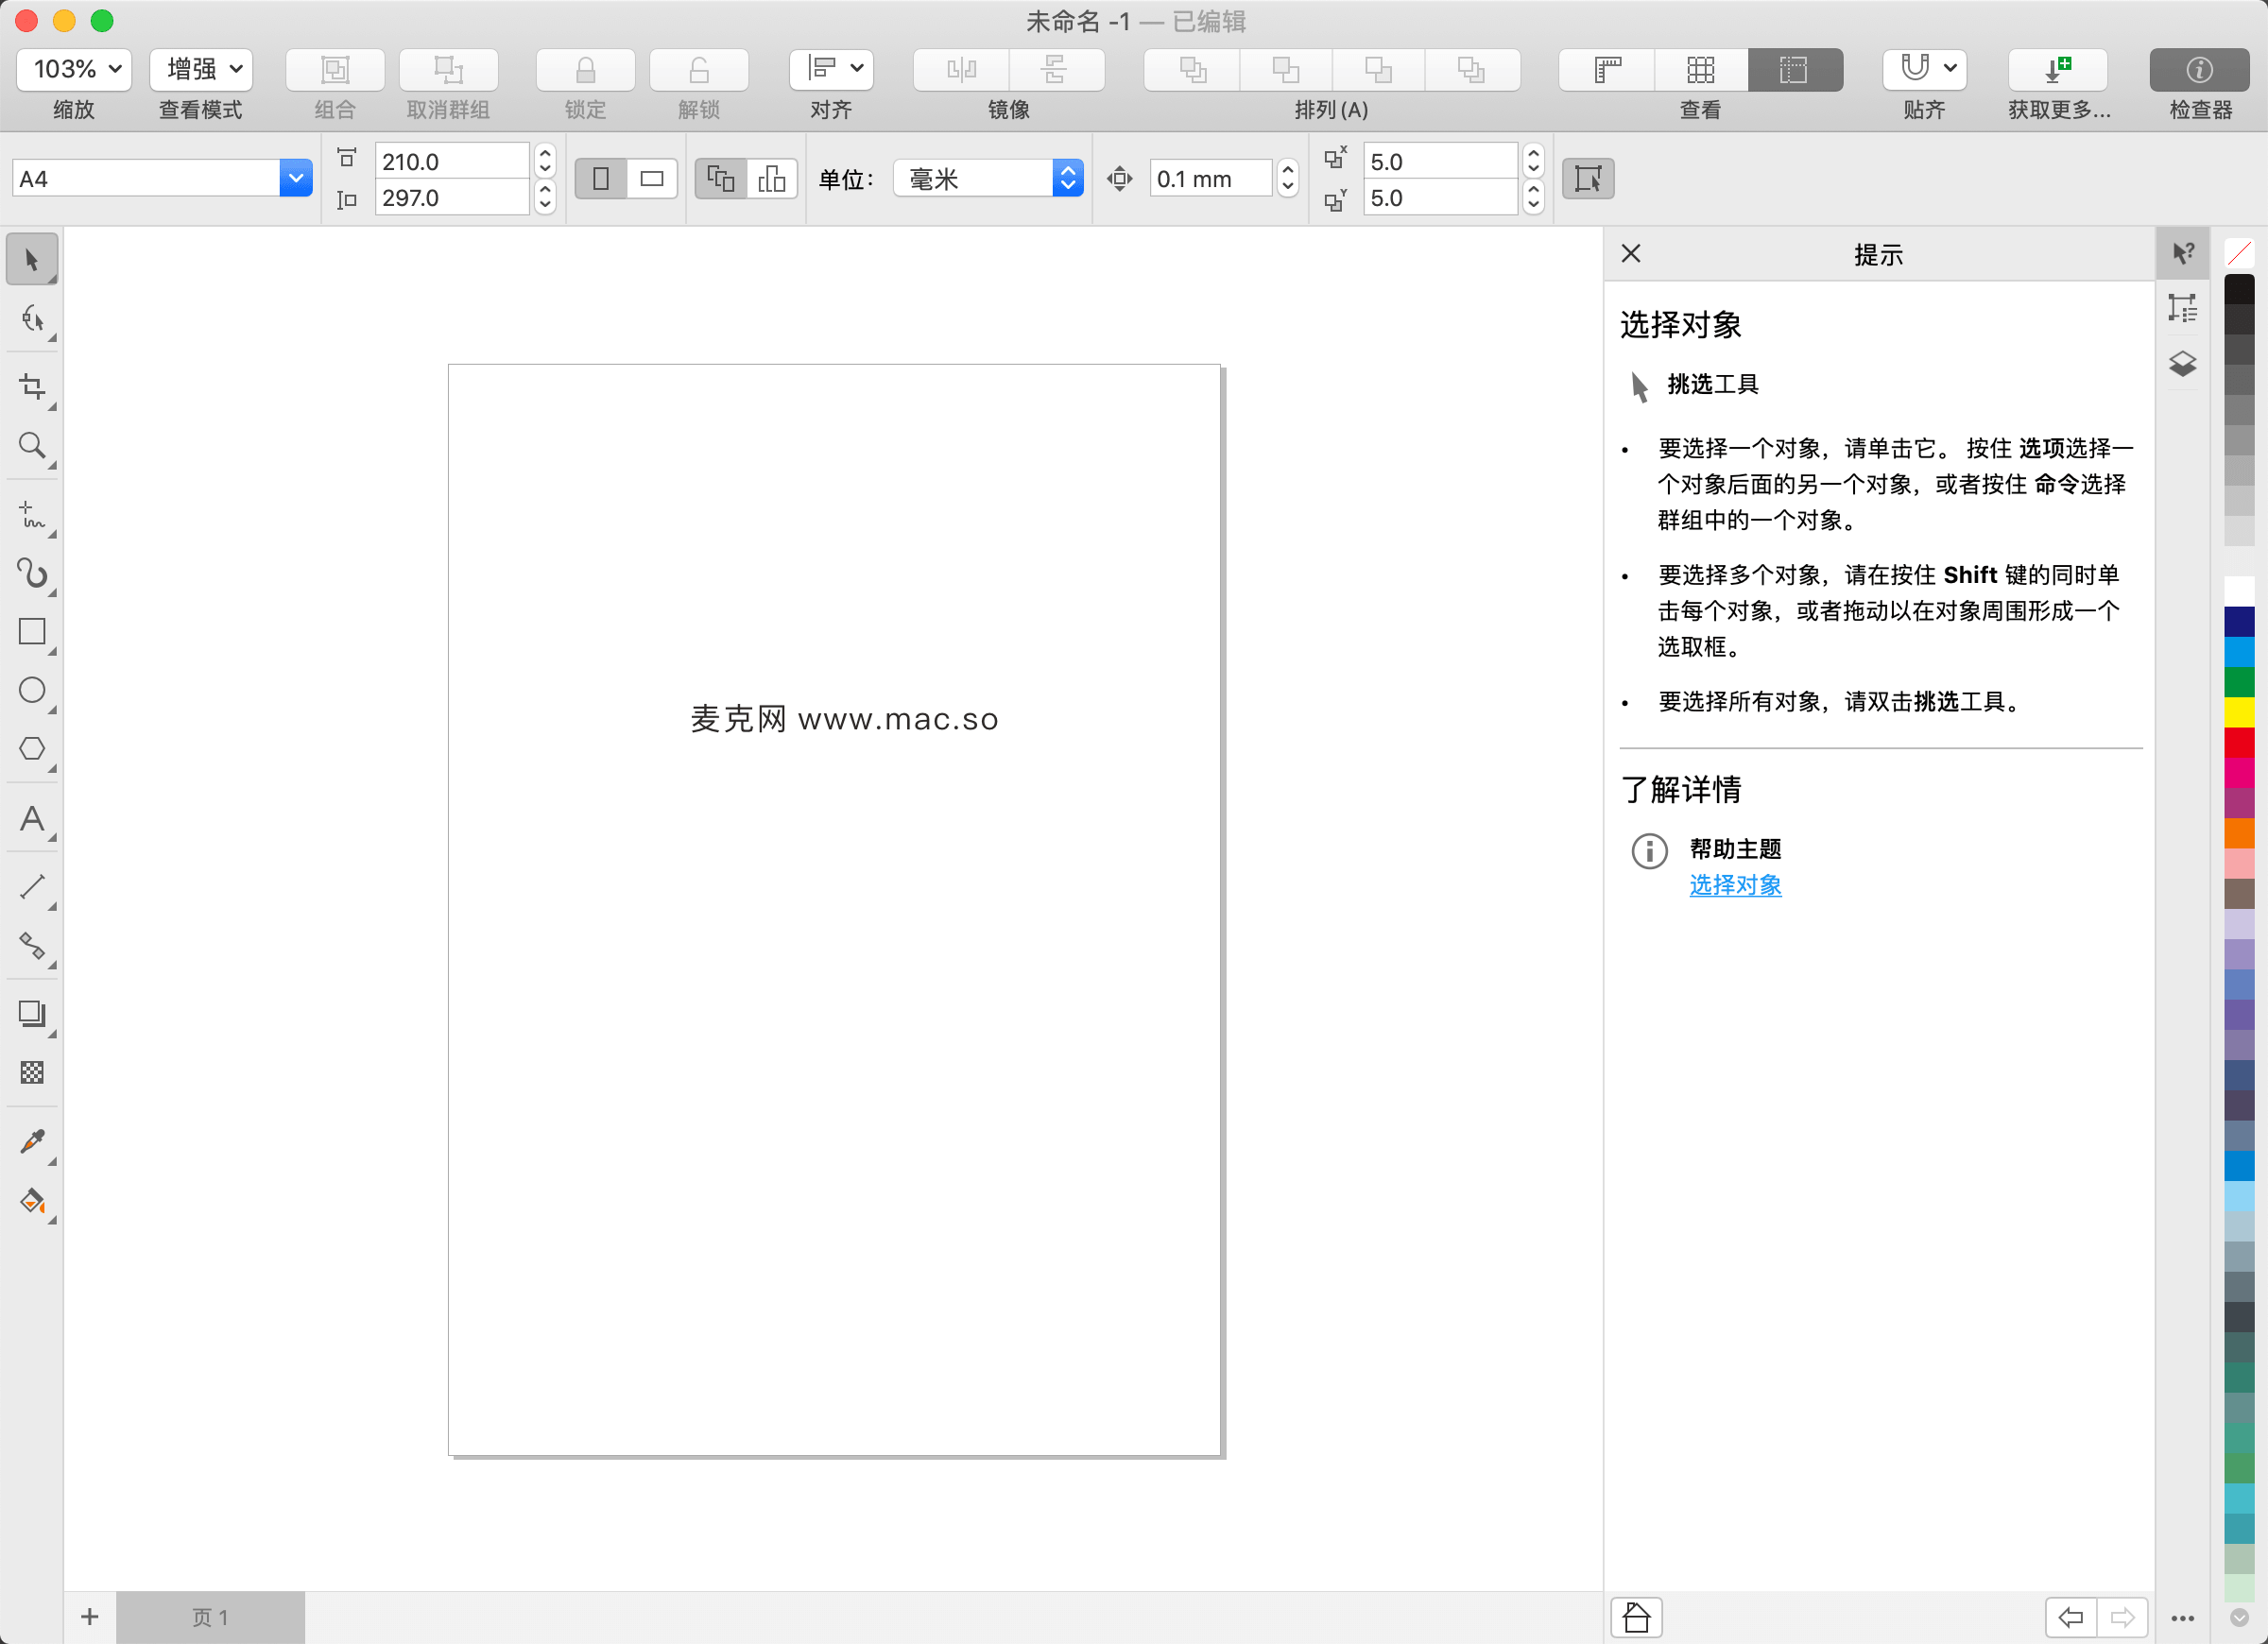 未命名 -1 — 已编辑
103%
增强
缩放
查看模式
组合
取消群组
锁定
解锁
对齐
镜像
排列(A)
查看
贴齐
获取更多...
检查器
A4
210.0
297.0
单位：
毫米
0.1 mm
5.0
5.0
提示
选择对象
挑选工具
• 要选择一个对象，请单击它。 按住 选项选择一
个对象后面的另一个对象，或者按住 命令选择
群组中的一个对象。
• 要选择多个对象，请在按住 Shift 键的同时单
击每个对象，或者拖动以在对象周围形成一个
选取框。
• 要选择所有对象，请双击挑选工具。
了解详情
帮助主题
选择对象
麦克网 www.mac.so
页 1